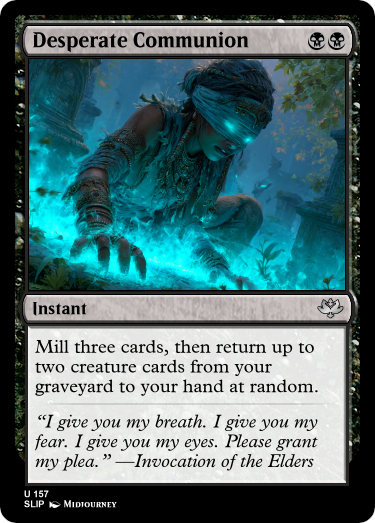 Desperate Communion
Instant
Mill three cards, then return up to
two creature cards from your
graveyard to your hand at random.
“I give you my breath. I give you my
fear. I give you my eyes. Please grant
my plea.” —Invocation of the Elders
U 157
SLIP Midjourney